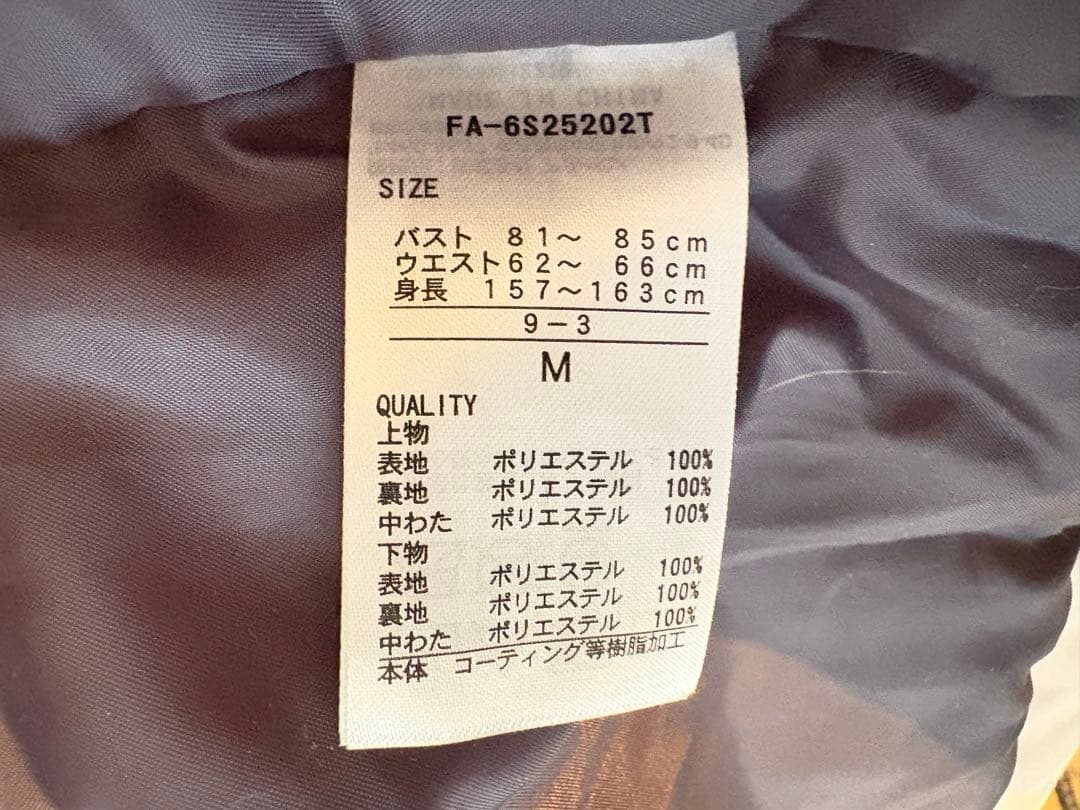 MADE IN CHINA
FA-6S25202T
SIZE
バスト 81～ 85cm
ウエスト62～ 66cm
身長 157～163cm
9－3
M
QUALITY
上物
表地 ポリエステル 100%
裏地 ポリエステル 100%
中わた ポリエステル 100%
下物
表地 ポリエステル 100%
裏地 ポリエステル 100%
中わた ポリエステル 100%
本体 コーティング等樹脂加工